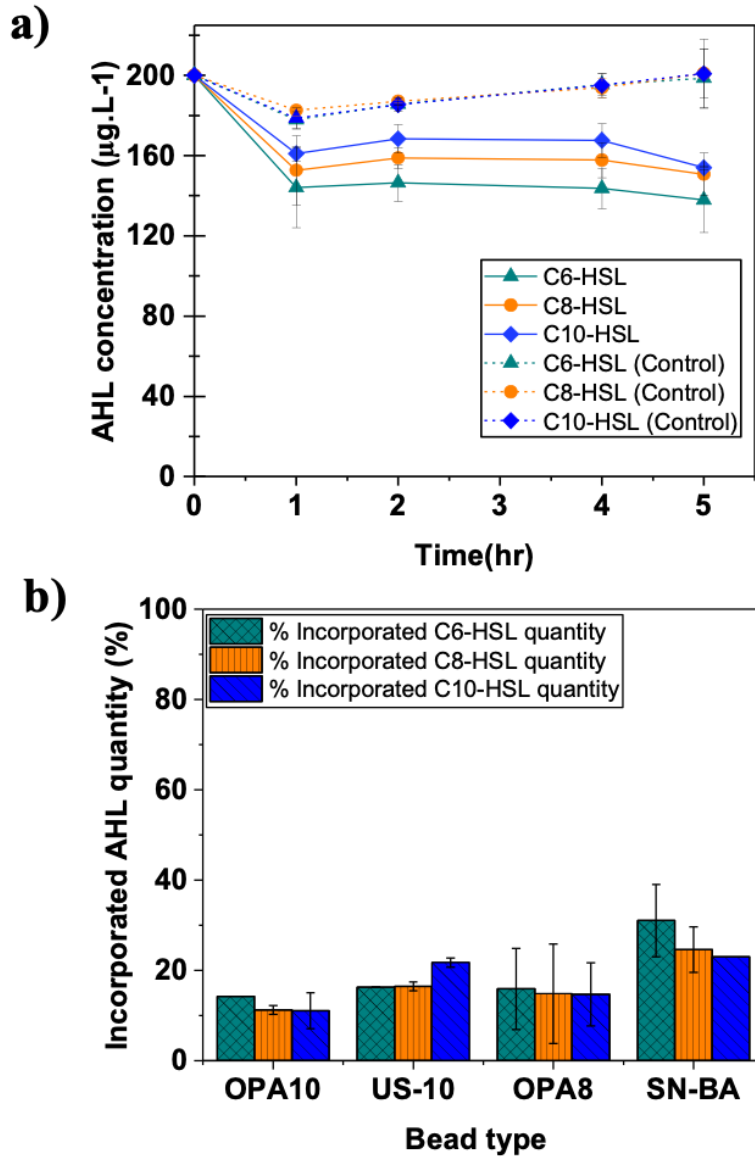 a)
AHL concentration (µg.L-1)
200
160
120
80
40
0
C6-HSL
C8-HSL
C10-HSL
C6-HSL (Control)
C8-HSL (Control)
C10-HSL (Control)
0 1 2 3 4 5
Time(hr)
b)
Incorporated AHL quantity (%)
100
80
60
40
20
0
% Incorporated C6-HSL quantity
% Incorporated C8-HSL quantity
% Incorporated C10-HSL quantity
OPA10 US-10 OPA8 SN-BA
Bead type